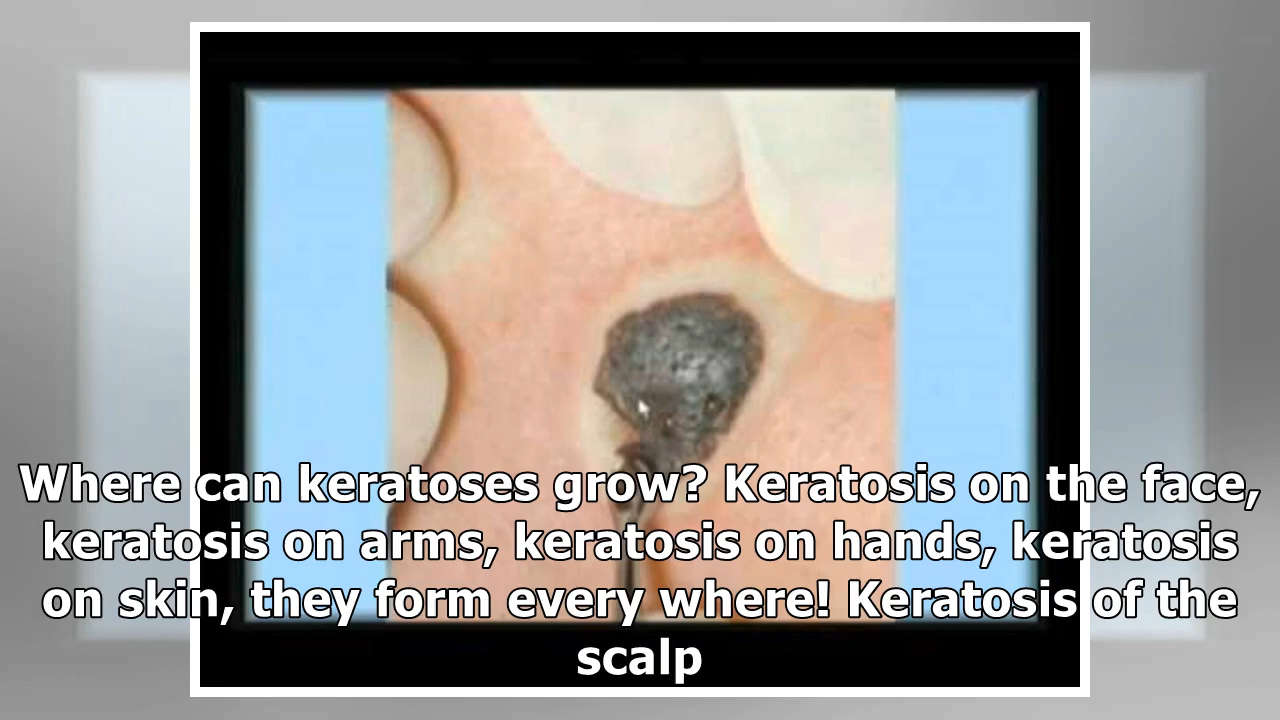 Where can keratoses grow? Keratosis on the face,
keratosis on arms, keratosis on hands, keratosis
on skin, they form every where! Keratosis of the
scalp